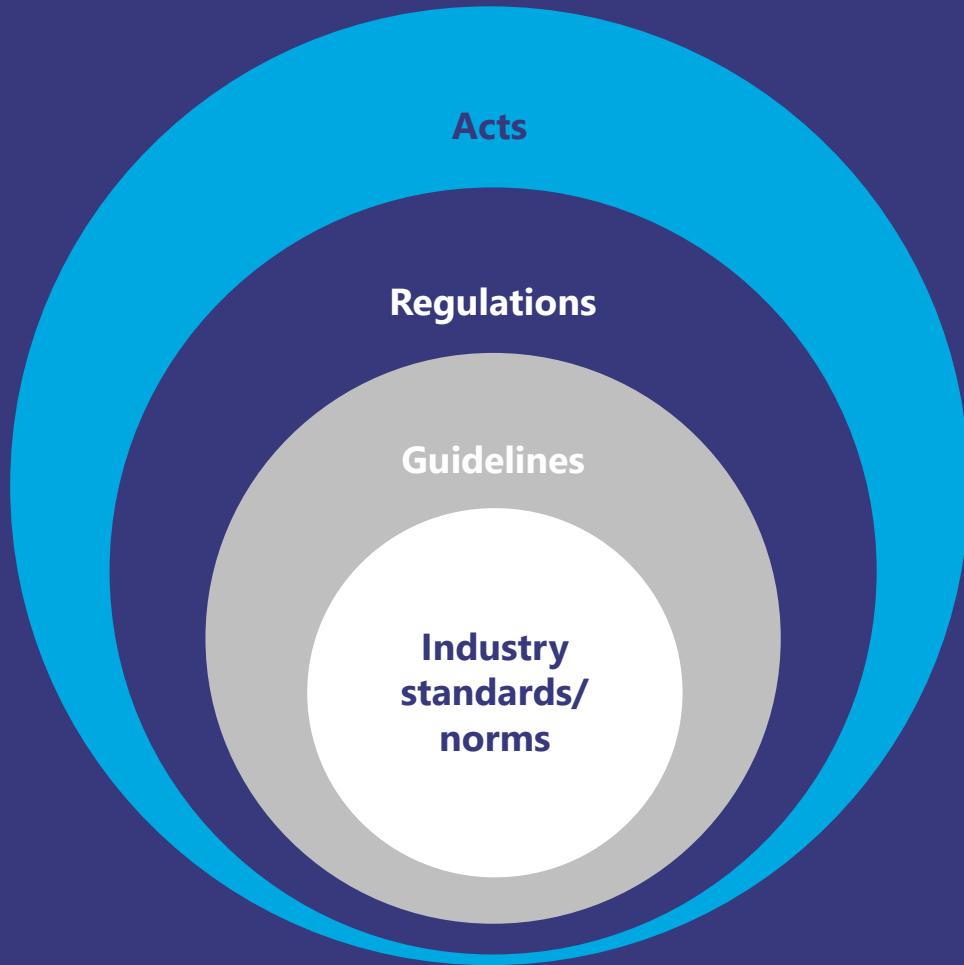 Acts
Regulations
Guidelines
Industry
standards/
norms